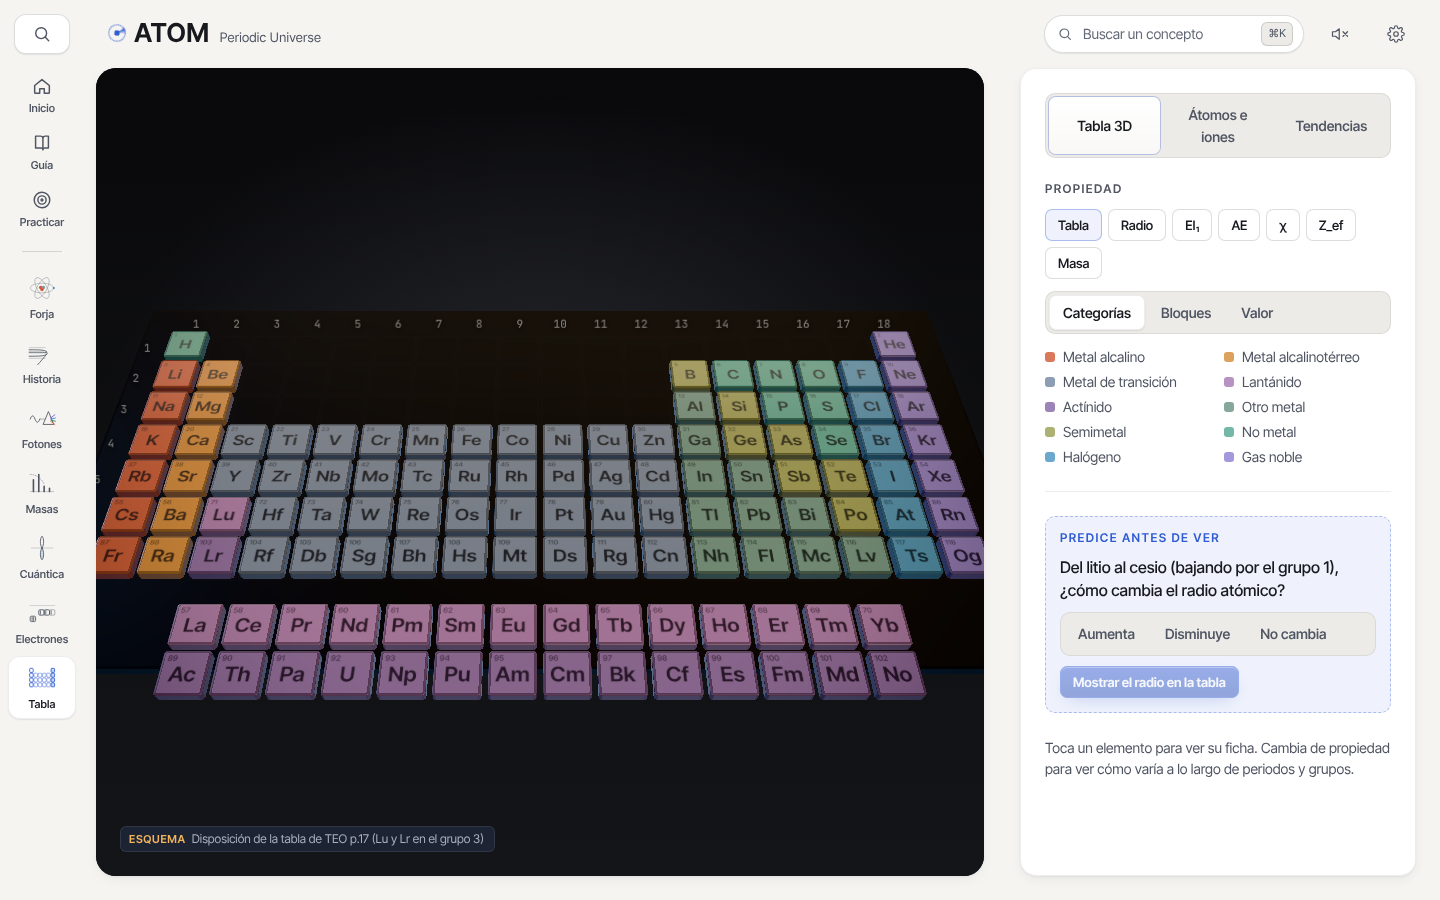 ATOM Periodic Universe
Buscar un concepto ⌘K
Inicio
Guía
Practicar
Forja
Historia
Fotones
Masas
Cuántica
Electrones
Tabla
1 2 3 4 5 6 7 8 9 10 11 12 13 14 15 16 17 18
1 H He
2 Li Be B C N O F Ne
3 Na Mg Al Si P S Cl Ar
4 K Ca Sc Ti V Cr Mn Fe Co Ni Cu Zn Ga Ge As Se Br Kr
5 Rb Sr Y Zr Nb Mo Tc Ru Rh Pd Ag Cd In Sn Sb Te I Xe
Cs Ba Lu Hf Ta W Re Os Ir Pt Au Hg Tl Pb Bi Po At Rn
Fr Ra Lr Rf Db Sg Bh Hs Mt Ds Rg Cn Nh Fl Mc Lv Ts Og
La Ce Pr Nd Pm Sm Eu Gd Tb Dy Ho Er Tm Yb
Ac Th Pa U Np Pu Am Cm Bk Cf Es Fm Md No
ESQUEMA Disposición de la tabla de TEO p.17 (Lu y Lr en el grupo 3)
Tabla 3D
Átomos e
iones
Tendencias
PROPIEDAD
Tabla Radio EI₁ AE χ Z_ef
Masa
Categorías Bloques Valor
Metal alcalino Metal alcalinotérreo
Metal de transición Lantánido
Actínido Otro metal
Semimetal No metal
Halógeno Gas noble
PREDICE ANTES DE VER
Del litio al cesio (bajando por el grupo 1),
¿cómo cambia el radio atómico?
Aumenta Disminuye No cambia
Mostrar el radio en la tabla
Toca un elemento para ver su ficha. Cambia de propiedad
para ver cómo varía a lo largo de periodos y grupos.